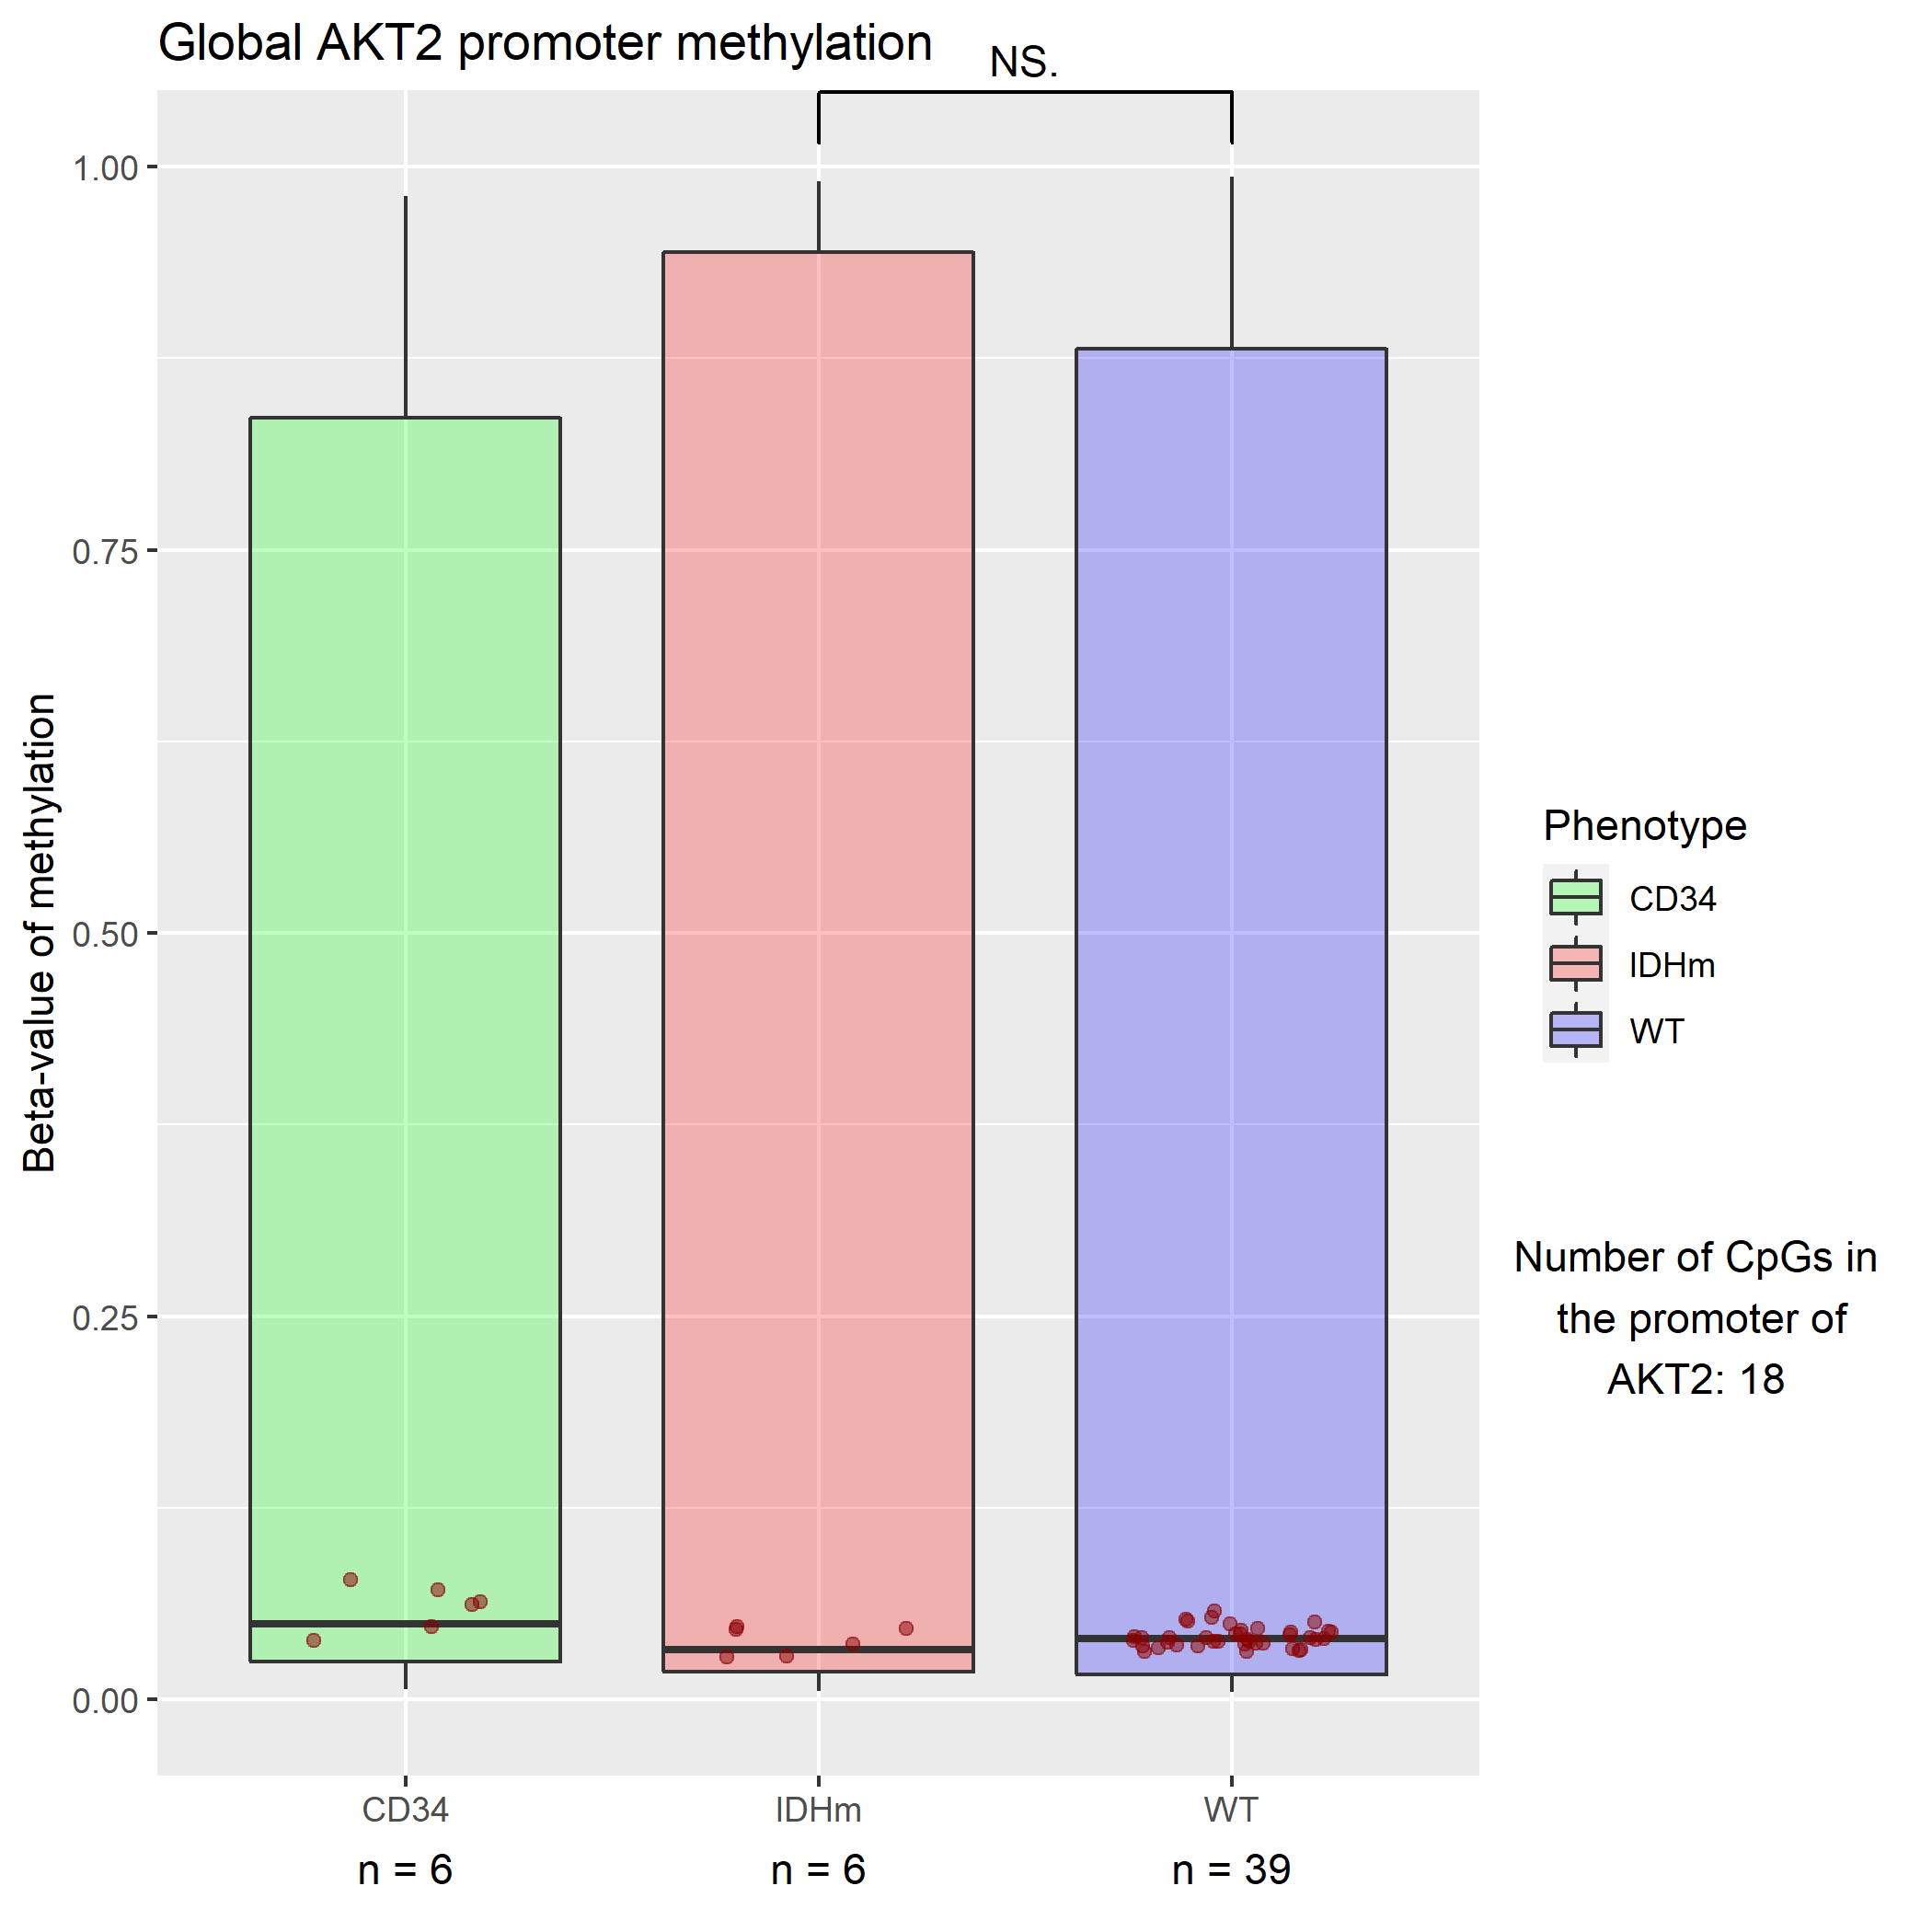 Global AKT2 promoter methylation
NS.
1.00
0.75
0.50
0.25
0.00
Beta-value of methylation
CD34
IDHm
WT
n = 6
n = 6
n = 39
Phenotype
CD34
IDHm
WT
Number of CpGs in
the promoter of
AKT2: 18